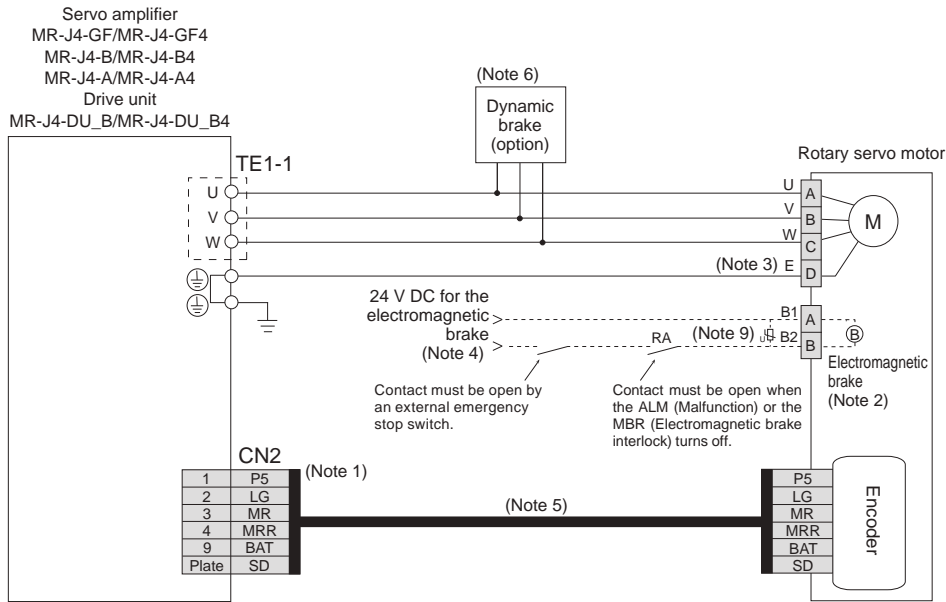 Servo amplifier
MR-J4-GF/MR-J4-GF4
MR-J4-B/MR-J4-B4
MR-J4-A/MR-J4-A4
Drive unit
MR-J4-DU_B/MR-J4-DU_B4
(Note 6)
Dynamic
brake
(option)
Rotary servo motor
TE1-1
U
U
A
V
V
B
M
W
W
C
(Note 3)
E
D
24 V DC for the
electromagnetic
brake
(Note 4)
B1
A
RA
(Note 9)
B2
B
B
Electromagnetic
brake
(Note 2)
Contact must be open by
an external emergency
stop switch.
Contact must be open when
the ALM (Malfunction) or the
MBR (Electromagnetic brake
interlock) turns off.
CN2
(Note 1)
1 P5
2 LG
3 MR
4 MRR
9 BAT
Plate SD
(Note 5)
P5
LG
MR
MRR
BAT
SD
Encoder